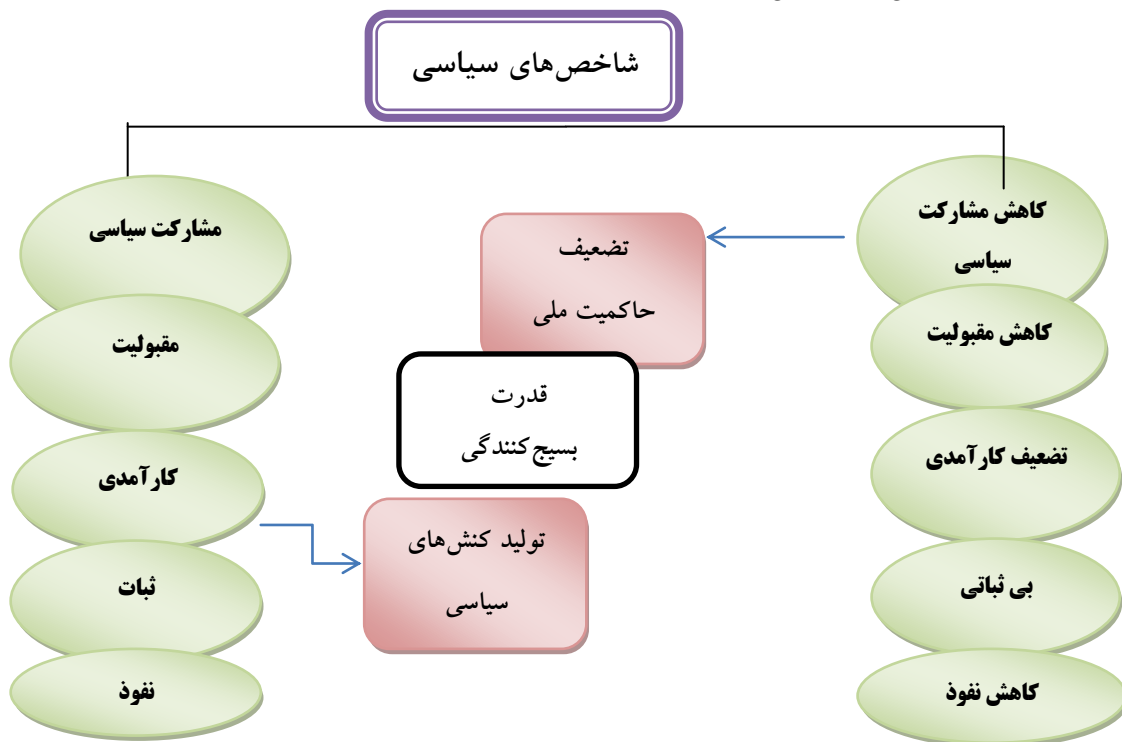 شاخص‌های سیاسی
کاهش مشارکت
سیاسی
کاهش مقبولیت
تضعیف کارآمدی
بی ثباتی
کاهش نفوذ
تضعیف
حاکمیت ملی
قدرت
بسیج‌کنندگی
تولید کنش‌های
سیاسی
مشارکت سیاسی
مقبولیت
کارآمدی
ثبات
نفوذ